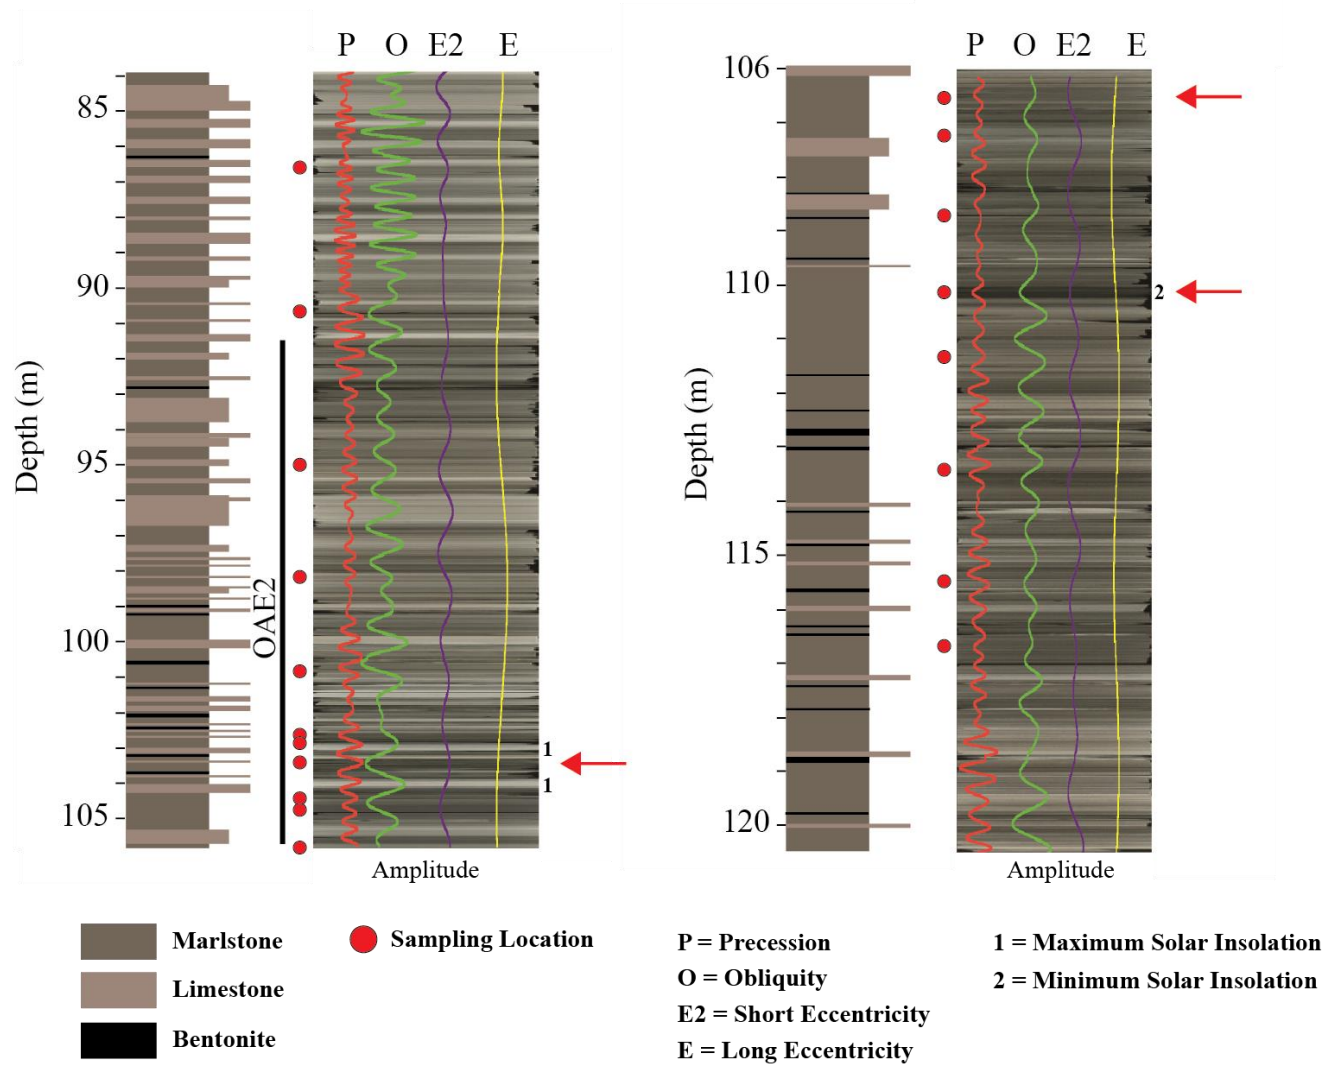 P O E2 E
P O E2 E
85
90
95
100
105
Depth (m)
OAE2
1
1
Amplitude
106
110
115
120
Depth (m)
2
Amplitude
Marlstone
Limestone
Bentonite
Sampling Location
P = Precession
O = Obliquity
E2 = Short Eccentricity
E = Long Eccentricity
1 = Maximum Solar Insolation
2 = Minimum Solar Insolation